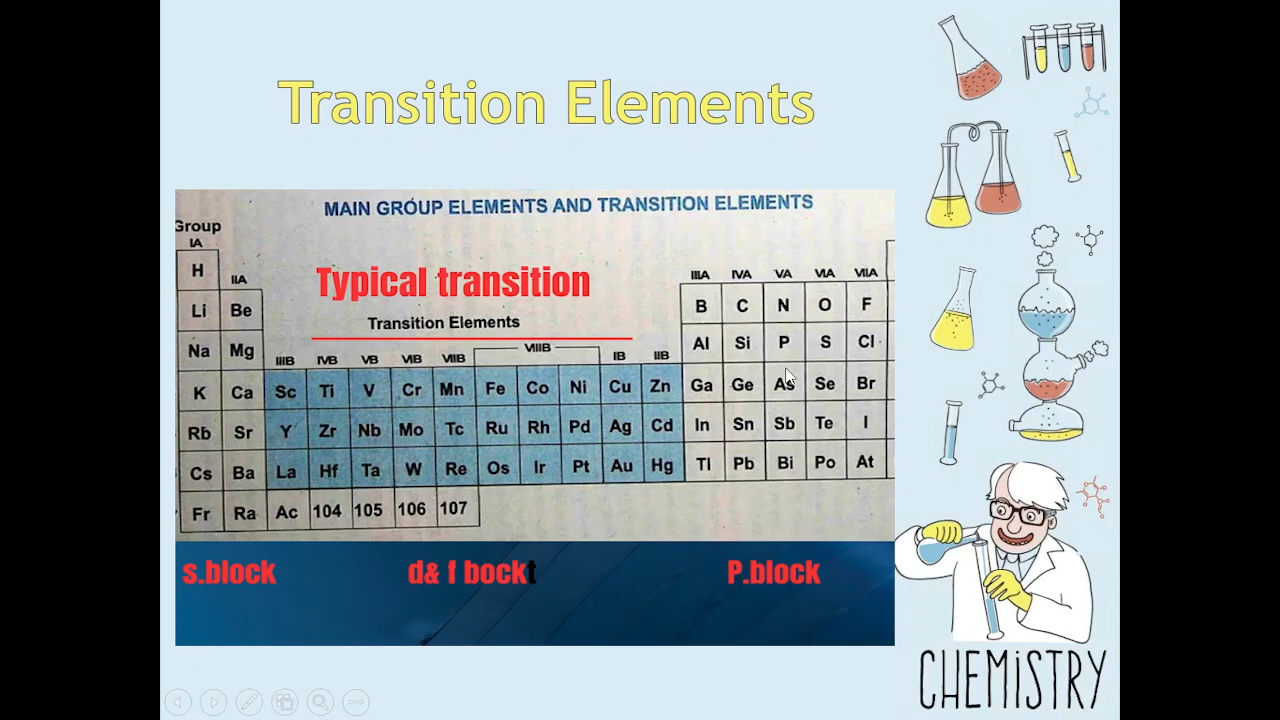 Transition Elements
MAIN GRÓUP ELEMENTS AND TRANSITION ELEMENTS
Group
IA
IIA
Typical transition
Transition Elements
IIIA IVA VA VIA VIIA
IIIB IVB VB VIB VIIB VIIIB IB IIB
H
Li Be B C N O F
Na Mg Al Si P S Cl
K Ca Sc Ti V Cr Mn Fe Co Ni Cu Zn Ga Ge As Se Br
Rb Sr Y Zr Nb Mo Tc Ru Rh Pd Ag Cd In Sn Sb Te I
Cs Ba La Hf Ta W Re Os Ir Pt Au Hg Tl Pb Bi Po At
Fr Ra Ac 104 105 106 107
s.block d& f bockt P.block
CHEMiSTRY